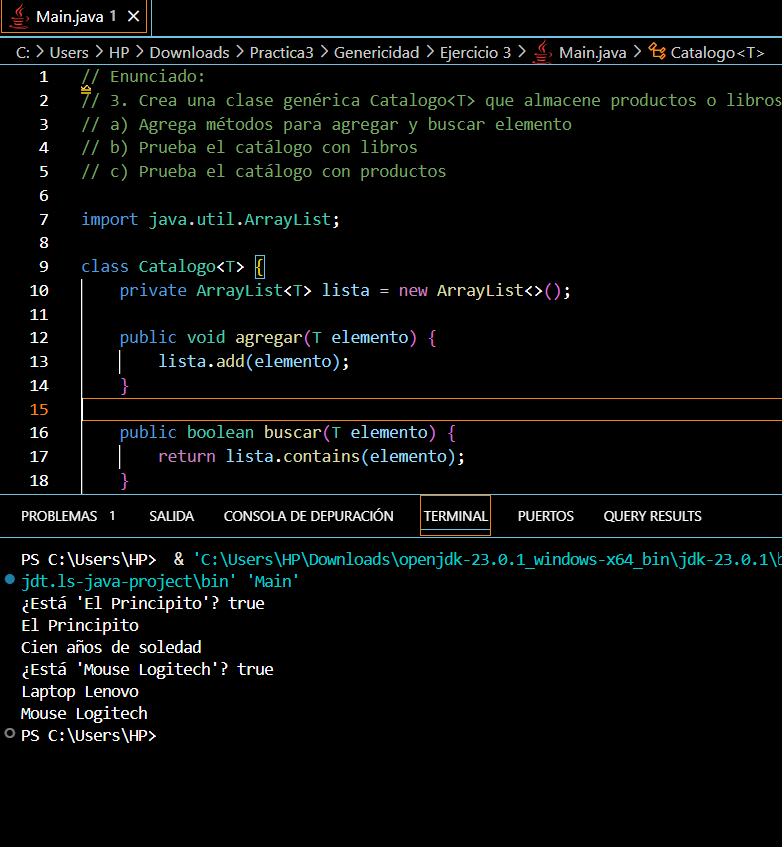 Main.java 1 ×
C: > Users > HP > Downloads > Practica3 > Genericidad > Ejercicio 3 > Main.java > Catalogo<T>
1 // Enunciado:
2 // 3. Crea una clase genérica Catalogo<T> que almacene productos o libros
3 // a) Agrega métodos para agregar y buscar elemento
4 // b) Prueba el catálogo con libros
5 // c) Prueba el catálogo con productos
6
7 import java.util.ArrayList;
8
9 class Catalogo<T> {
10 private ArrayList<T> lista = new ArrayList<>();
11
12 public void agregar(T elemento) {
13 lista.add(elemento);
14 }
15
16 public boolean buscar(T elemento) {
17 return lista.contains(elemento);
18 }
PROBLEMAS 1 SALIDA CONSOLA DE DEPURACIÓN TERMINAL PUERTOS QUERY RESULTS
PS C:\Users\HP> & 'C:\Users\HP\Downloads\openjdk-23.0.1_windows-x64_bin\jdk-23.0.1\b
jdt.ls-java-project\bin' 'Main'
¿Está 'El Principito'? true
El Principito
Cien años de soledad
¿Está 'Mouse Logitech'? true
Laptop Lenovo
Mouse Logitech
PS C:\Users\HP>